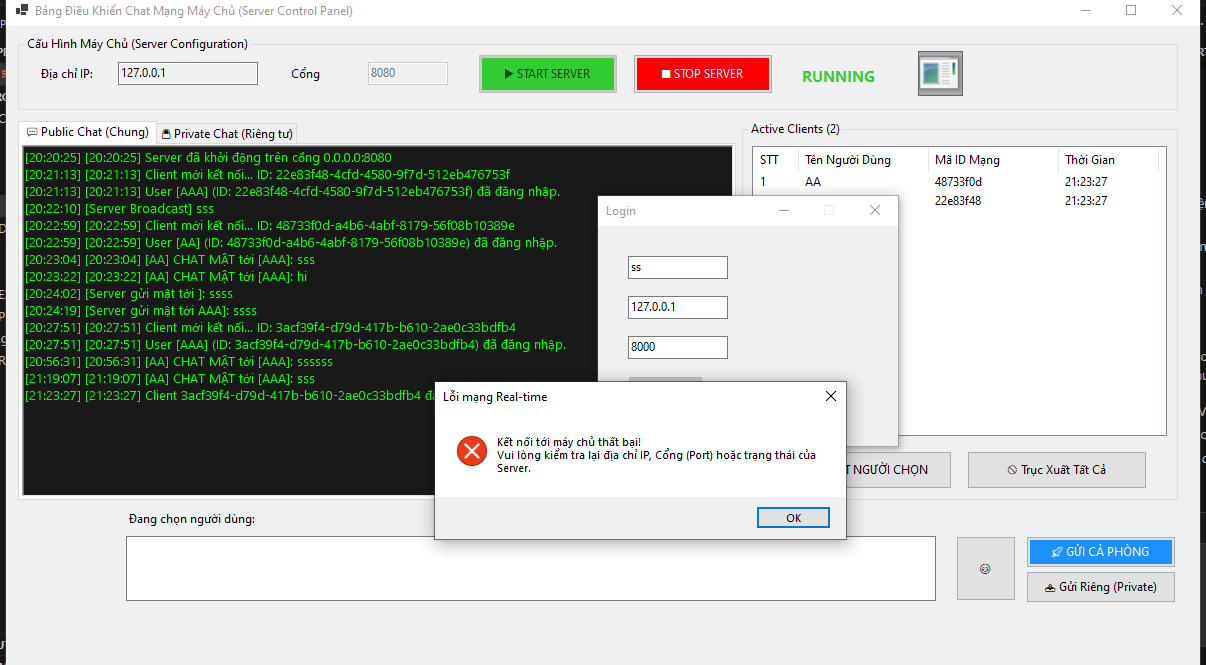 Bảng Điều Khiển Chat Mạng Máy Chủ (Server Control Panel)
Cấu Hình Máy Chủ (Server Configuration)
Địa chỉ IP:
127.0.0.1
Cổng
8080
START SERVER
STOP SERVER
RUNNING
Public Chat (Chung)
Private Chat (Riêng tư)
[20:20:25] [20:20:25] Server đã khởi động trên cổng 0.0.0.0:8080
[20:21:13] [20:21:13] Client mới kết nối... ID: 22e83f48-4cfd-4580-9f7d-512eb476753f
[20:21:13] [20:21:13] User [AAA] (ID: 22e83f48-4cfd-4580-9f7d-512eb476753f) đã đăng nhập.
[20:22:10] [Server Broadcast] sss
[20:22:59] [20:22:59] Client mới kết nối... ID: 48733f0d-a4b6-4abf-8179-56f08b10389e
[20:22:59] [20:22:59] User [AA] (ID: 48733f0d-a4b6-4abf-8179-56f08b10389e) đã đăng nhập.
[20:23:04] [20:23:04] [AA] CHAT MẬT tới [AAA]: sss
[20:23:22] [20:23:22] [AA] CHAT MẬT tới [AAA]: hi
[20:24:02] [Server gửi mật tới ]: ssss
[20:24:19] [Server gửi mật tới AAA]: ssss
[20:27:51] [20:27:51] Client mới kết nối... ID: 3acf39f4-d79d-417b-b610-2ae0c33bdfb4
[20:27:51] [20:27:51] User [AAA] (ID: 3acf39f4-d79d-417b-b610-2ae0c33bdfb4) đã đăng nhập.
[20:56:31] [20:56:31] [AA] CHAT MẬT tới [AAA]: ssssss
[21:19:07] [21:19:07] [AA] CHAT MẬT tới [AAA]: sss
[21:23:27] [21:23:27] Client 3acf39f4-d79d-417b-b610-2ae0c33bdfb4
Active Clients (2)
STT Tên Người Dùng Mã ID Mạng Thời Gian
1 AA 48733f0d 21:23:27
22e83f48 21:23:27
Login
ss
127.0.0.1
8000
Lỗi mạng Real-time
Kết nối tới máy chủ thất bại!
Vui lòng kiểm tra lại địa chỉ IP, Cổng (Port) hoặc trạng thái của
Server.
OK
NGƯỜI CHỌN
Trục Xuất Tất Cả
Đang chọn người dùng:
GỬI CẢ PHÒNG
Gửi Riêng (Private)